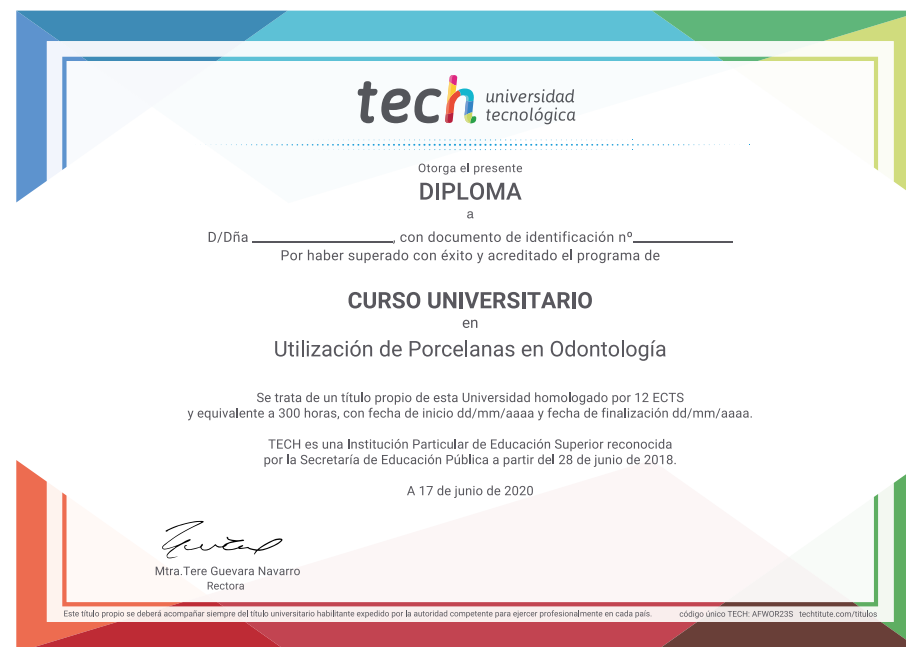 tech universidad
tecnológica
Otorga el presente
DIPLOMA
a
D/Dña ____________________, con documento de identificación nº______________
Por haber superado con éxito y acreditado el programa de
CURSO UNIVERSITARIO
en
Utilización de Porcelanas en Odontología
Se trata de un título propio de esta Universidad homologado por 12 ECTS
y equivalente a 300 horas, con fecha de inicio dd/mm/aaaa y fecha de finalización dd/mm/aaaa.
TECH es una Institución Particular de Educación Superior reconocida
por la Secretaría de Educación Pública a partir del 28 de junio de 2018.
A 17 de junio de 2020
Mtra.Tere Guevara Navarro
Rectora
Este título propio se deberá acompañar siempre del título universitario habilitante expedido por la autoridad competente para ejercer profesionalmente en cada país. código único TECH: AFWOR23S techtitute.com/titulos